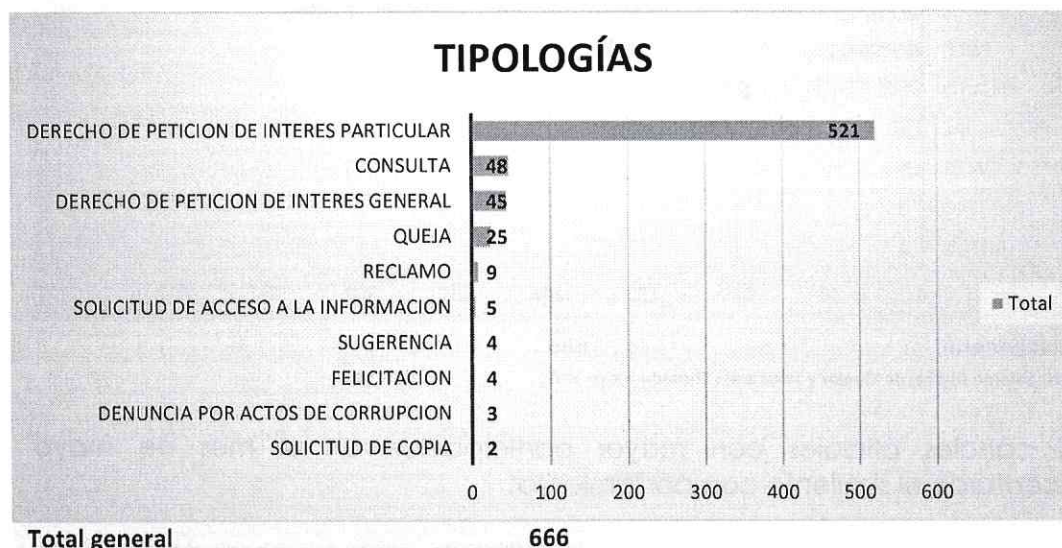 TIPOLOGÍAS
DERECHO DE PETICION DE INTERES PARTICULAR 521
CONSULTA 48
DERECHO DE PETICION DE INTERES GENERAL 45
QUEJA 25
RECLAMO 9
SOLICITUD DE ACCESO A LA INFORMACION 5
Total
SUGERENCIA 4
FELICITACION 4
DENUNCIA POR ACTOS DE CORRUPCION 3
SOLICITUD DE COPIA 2
0 100 200 300 400 500 600
Total general 666